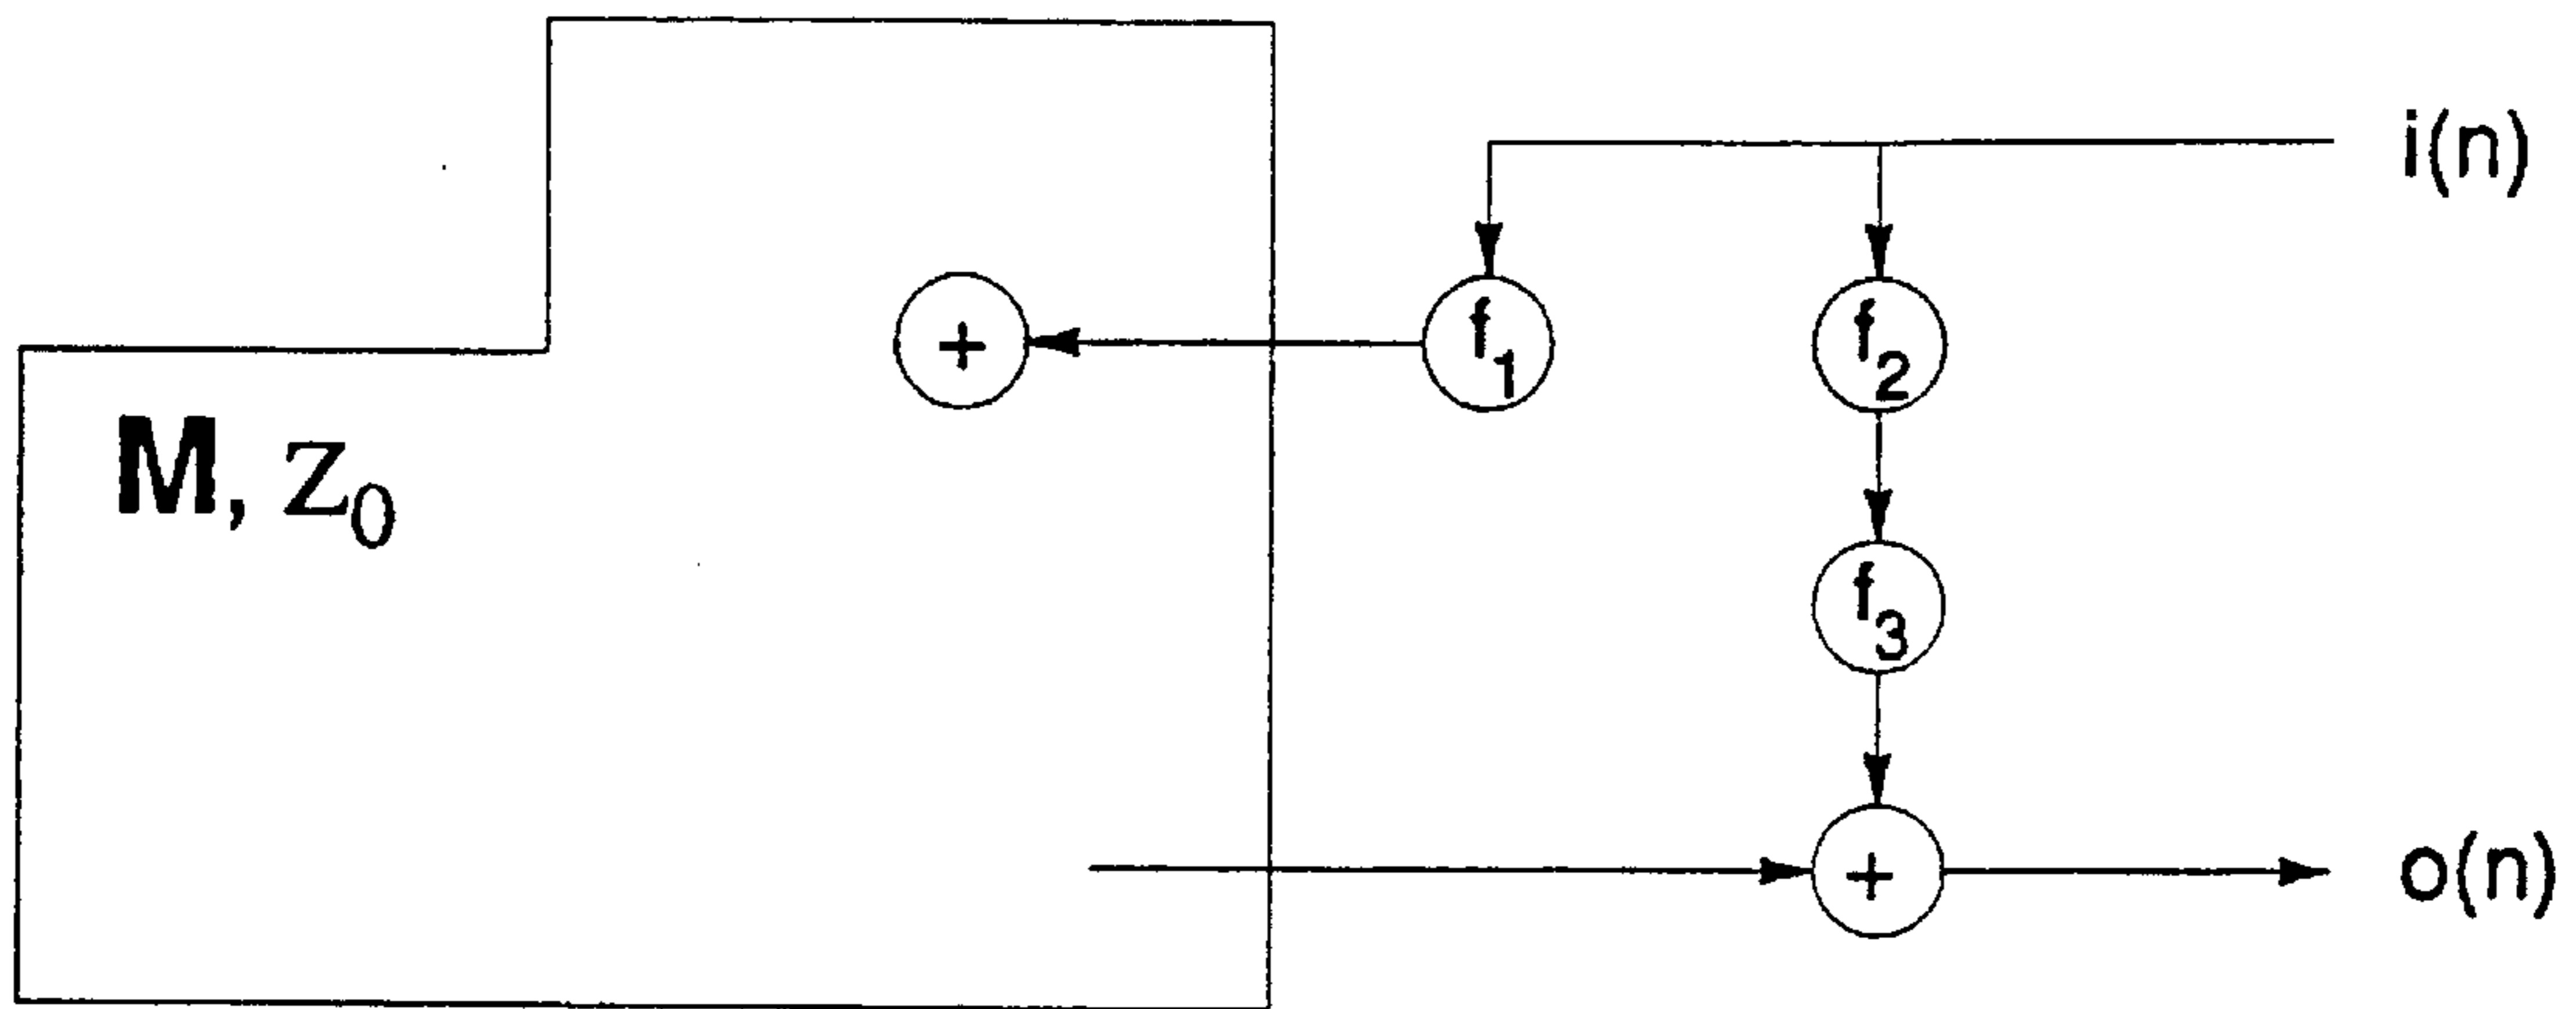 i(n)
+
f₁
f₂
M, Z₀
f₃
+
o(n)